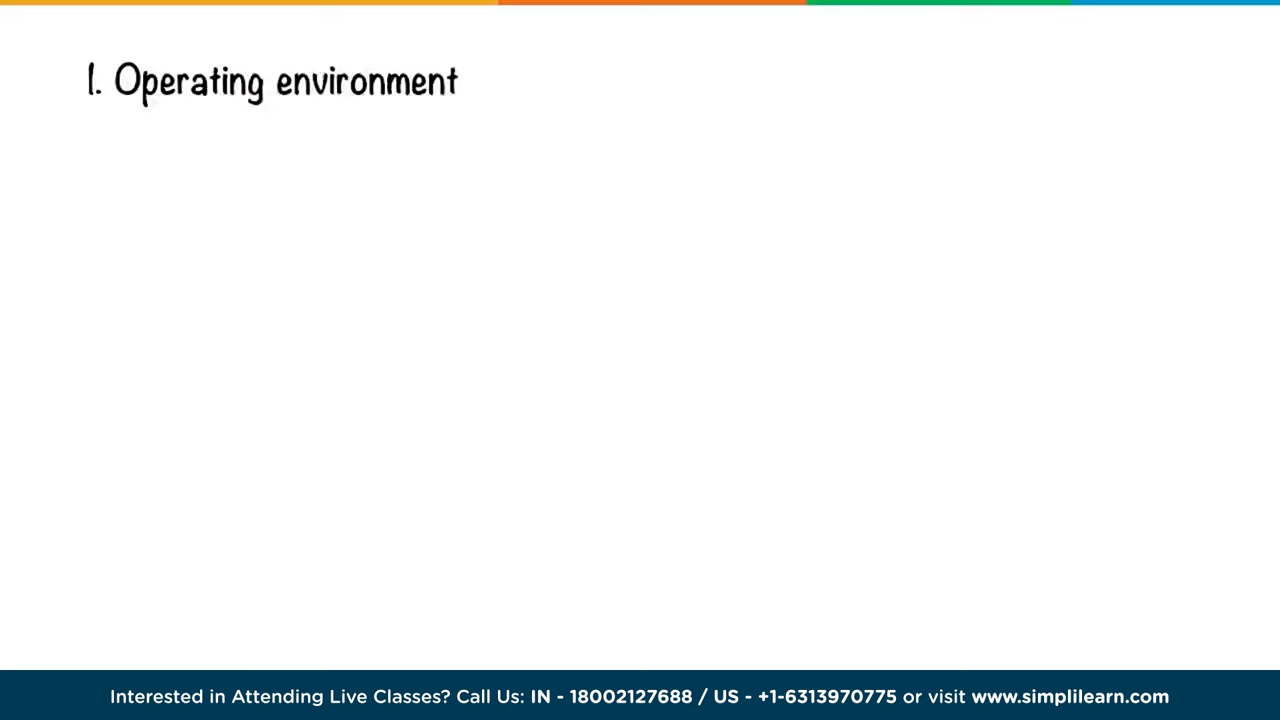 1. Operating environment
Interested in Attending Live Classes? Call Us: IN - 18002127688 / US - +1-6313970775 or visit www.simplilearn.com